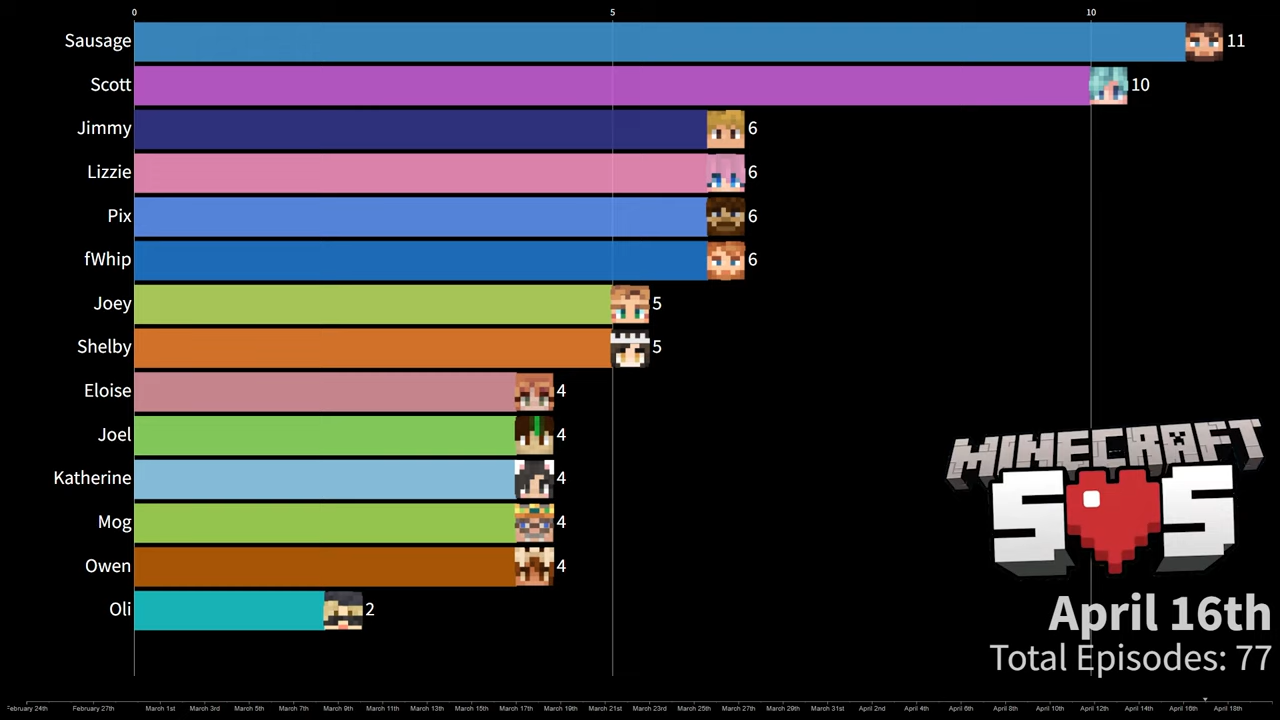 0 5 10
Sausage 11
Scott 10
Jimmy 6
Lizzie 6
Pix 6
fWhip 6
Joey 5
Shelby 5
Eloise 4
Joel 4
Katherine 4
Mog 4
Owen 4
Oli 2
MINECRAFT
SOS
April 16th
Total Episodes: 77
February 24th February 27th March 1st March 3rd March 5th March 7th March 9th March 11th March 13th March 15th March 17th March 19th March 21st March 23rd March 25th March 27th March 29th March 31st April 2nd April 4th April 6th April 8th April 10th April 12th April 14th April 16th April 18th